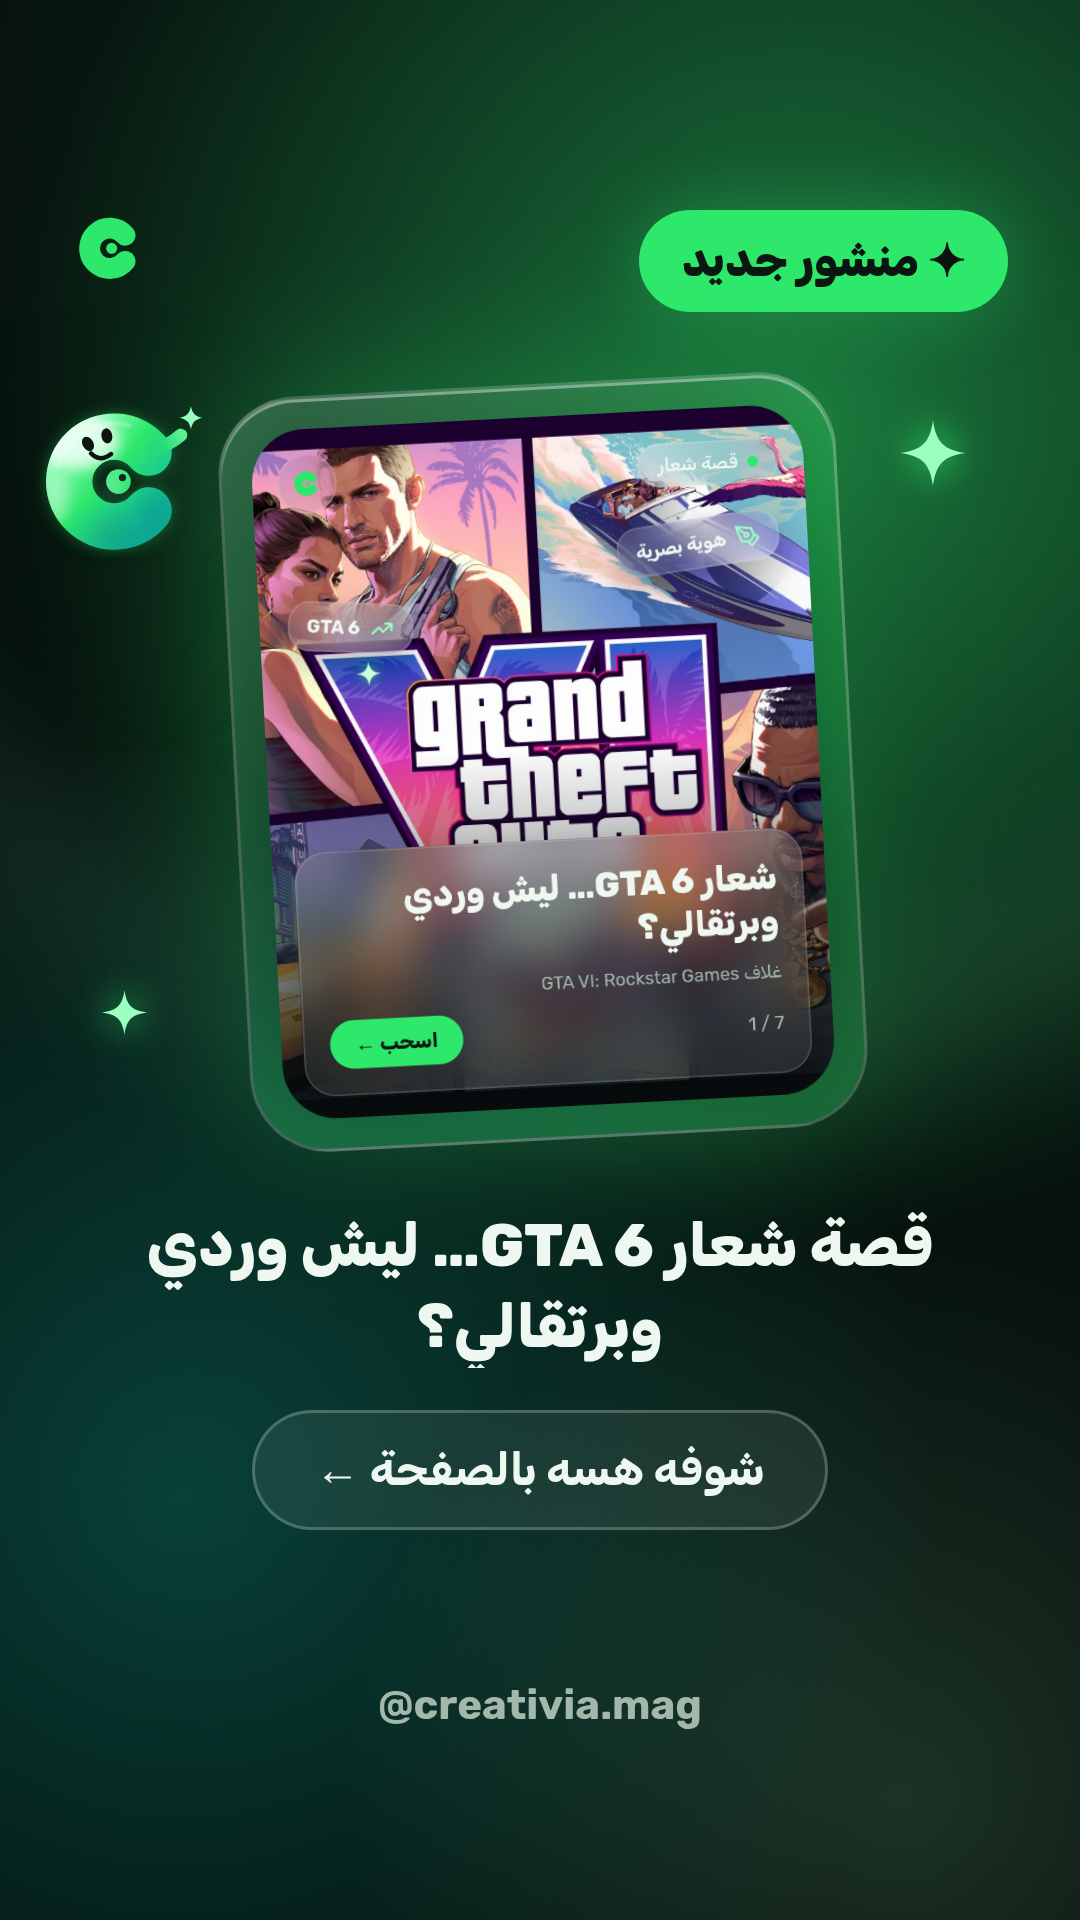 منشور جديد
قصة شعار
هوية بصرية
GTA 6
VI
grand
theft
شعار GTA 6... ليش وردي
وبرتقالي؟
غلاف GTA VI: Rockstar Games
1 / 7
اسحب ←
قصة شعار GTA 6... ليش وردي
وبرتقالي؟
شوفه هسه بالصفحة ←
@creativia.mag